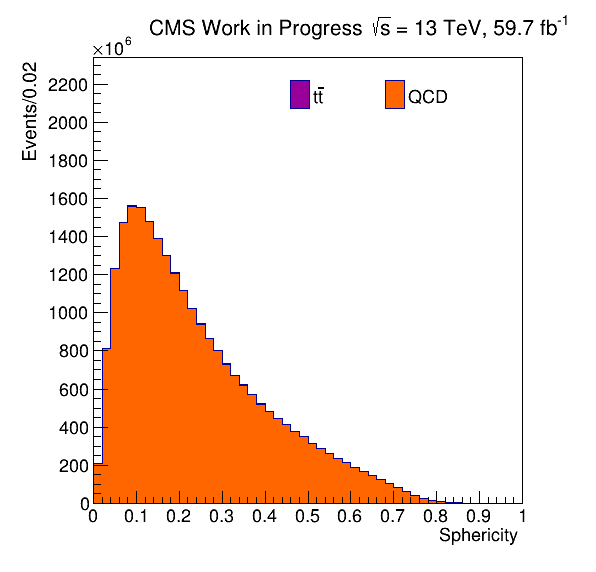 CMS Work in Progress √s = 13 TeV, 59.7 fb⁻¹
×10⁶
Events/0.02
tt̄
QCD
2200
2000
1800
1600
1400
1200
1000
800
600
400
200
0
0 0.1 0.2 0.3 0.4 0.5 0.6 0.7 0.8 0.9 1
Sphericity